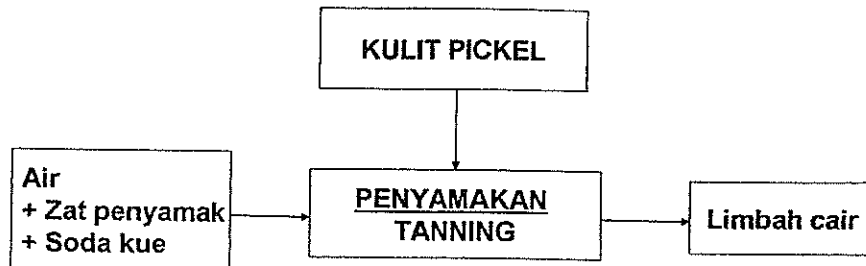 KULIT PICKEL
Air
+ Zat penyamak
+ Soda kue
PENYAMAKAN
TANNING
Limbah cair